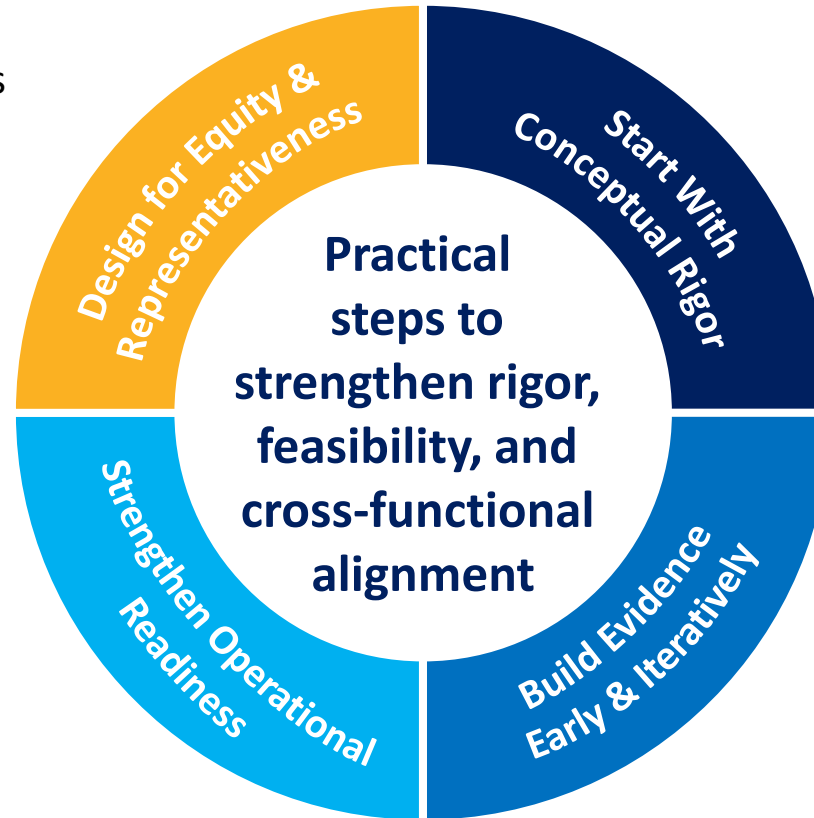 s
Design for Equity &
Representativeness
Start With
Conceptual Rigor
Practical
steps to
strengthen rigor,
feasibility, and
cross-functional
alignment
Strengthen Operational
Readiness
Build Evidence
Early & Iteratively